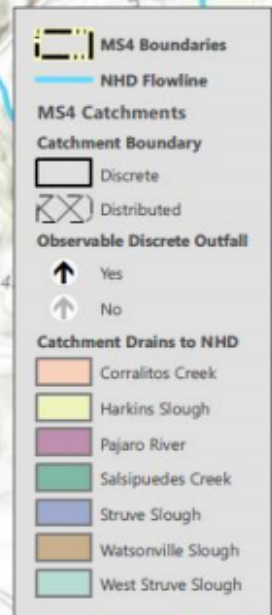 MS4 Boundaries
NHD Flowline
MS4 Catchments
Catchment Boundary
Discrete
Distributed
Observable Discrete Outfall
Yes
No
Catchment Drains to NHD
Corralitos Creek
Harkins Slough
Pajaro River
Salsipuedes Creek
Struve Slough
Watsonville Slough
West Struve Slough